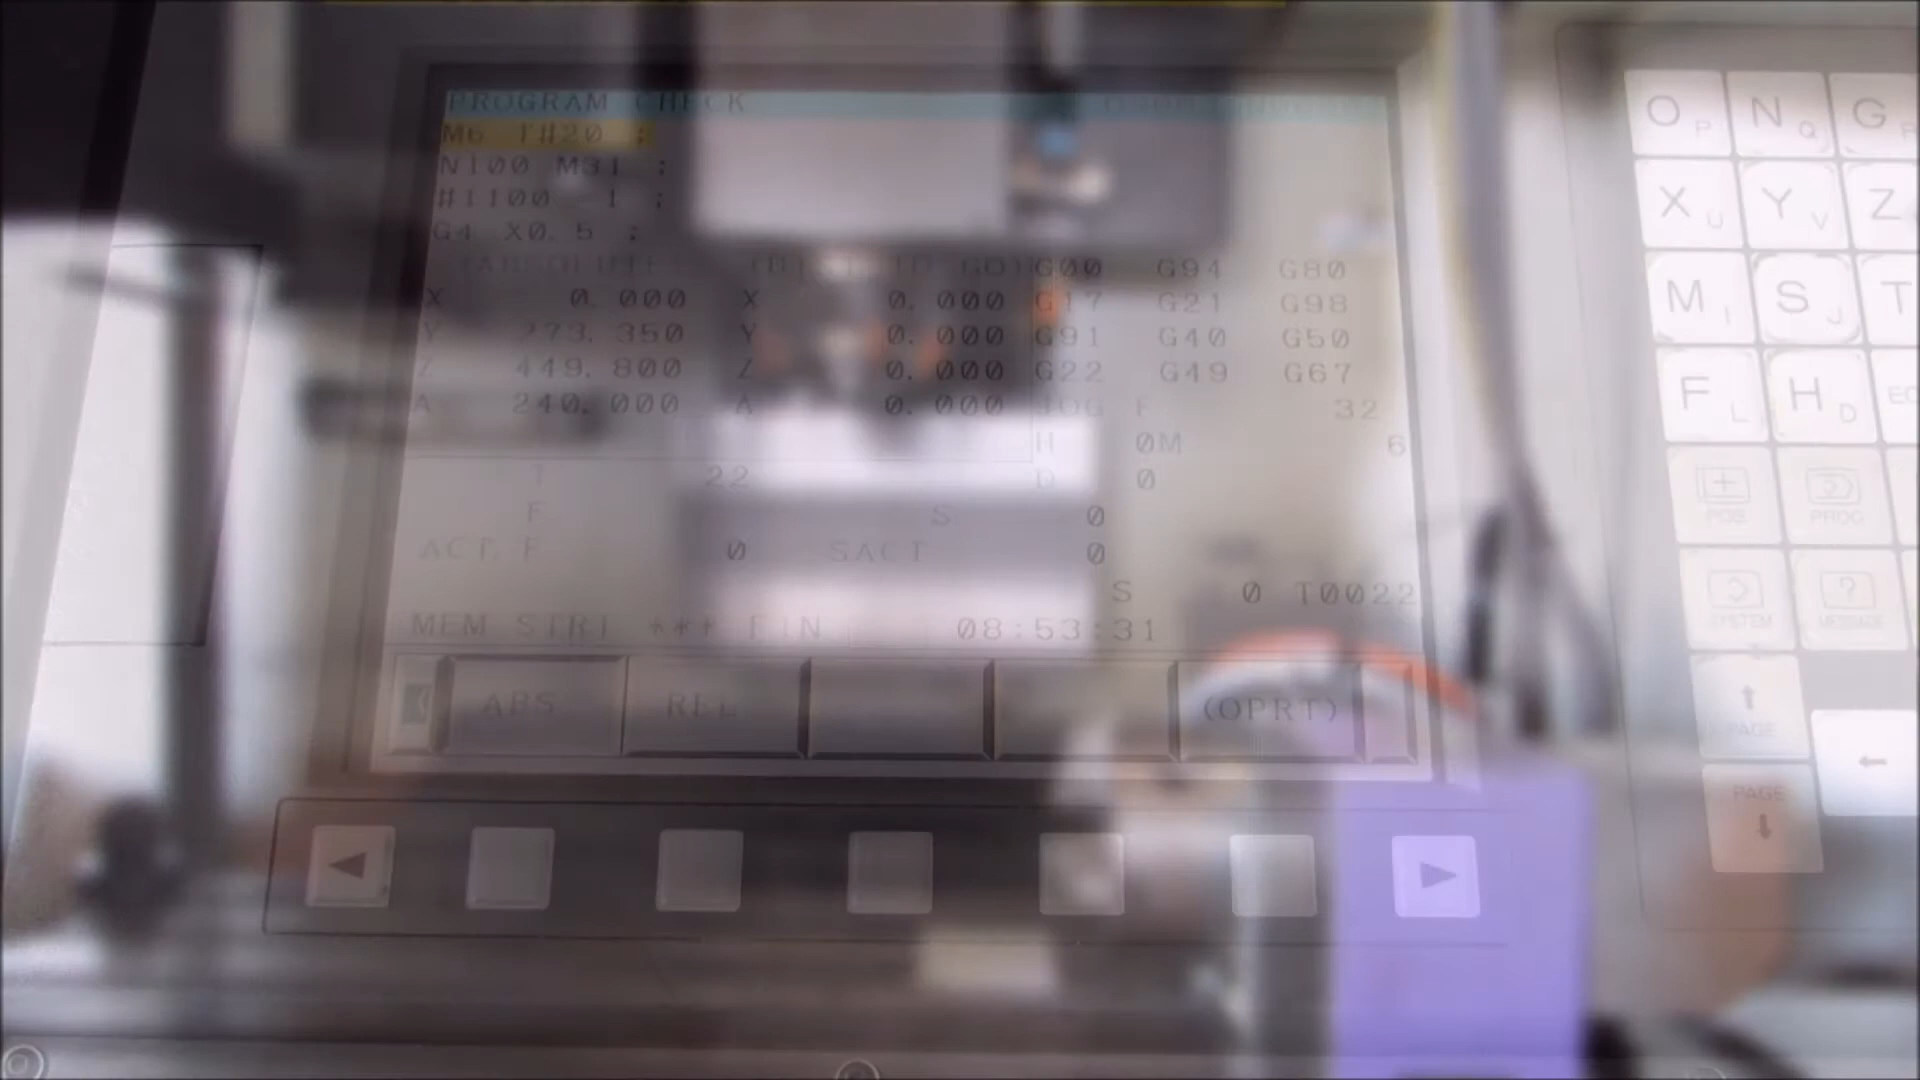 PROGRAM CHECK
M6 T#20 ;
N100 M31 ;
#1100 1 ;
G4 X0.5 ;
G00 G94 G80
X 0.000 X 0.000 G17 G21 G98
Y 273.350 Y 0.000 G91 G40 G50
Z 449.800 Z 0.000 G22 G49 G67
A 240.000 A 0.000 JOG F 32
H 0 M 6
T 22 D 0
F S 0
ACT. F 0 SACT 0
S 0 T0022
MEM STRT *** FIN 08:53:31
ABS REL (OPRT)
O P N Q G
X U Y V Z
M I S J T
F L H D
POS PROG
SYSTEM MESSAGE
PAGE
PAGE